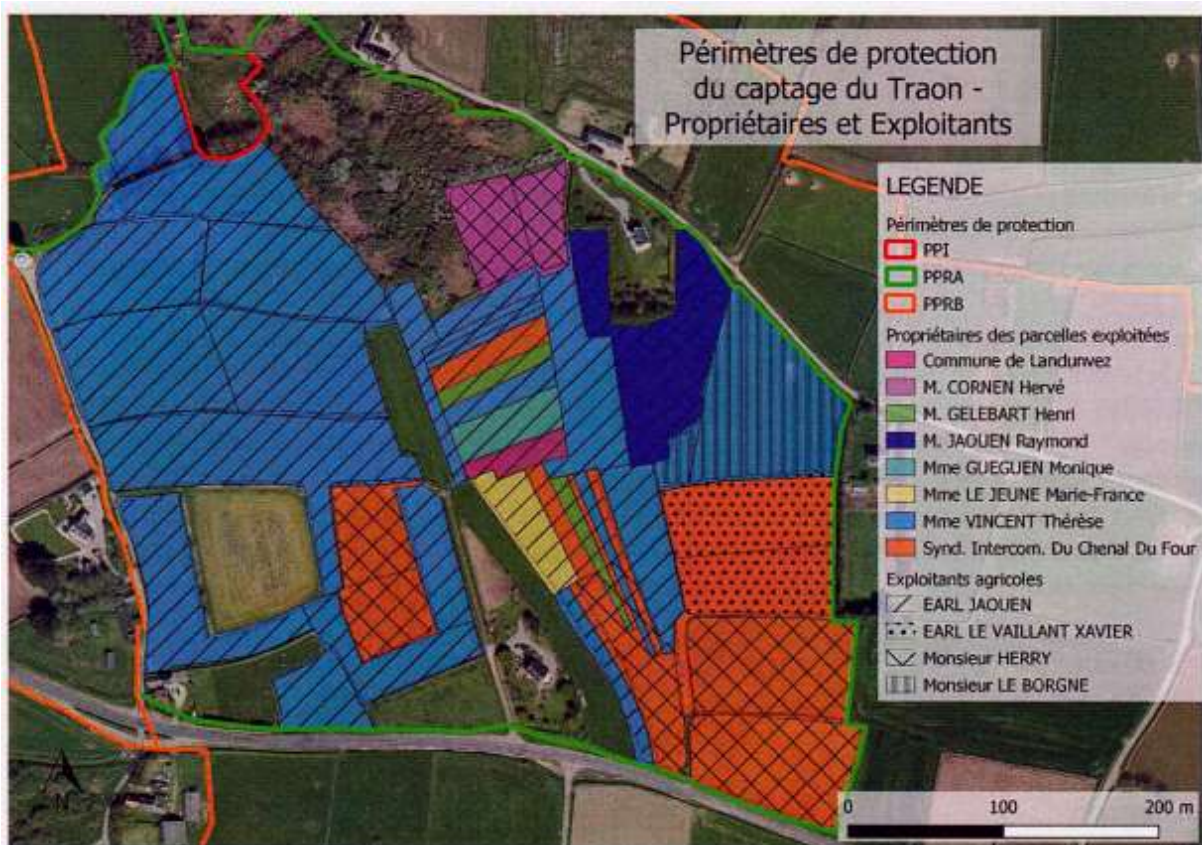 Périmètres de protection
du captage du Traon -
Propriétaires et Exploitants
LEGENDE
Périmètres de protection
PPI
PPRA
PPRB
Propriétaires des parcelles exploitées
Commune de Landunvez
M. CORNEN Hervé
M. GELEBART Henri
M. JAOUEN Raymond
Mme GUEGUEN Monique
Mme LE JEUNE Marie-France
Mme VINCENT Thérèse
Synd. Intercom. Du Chenal Du Four
Exploitants agricoles
EARL JAOUEN
EARL LE VAILLANT XAVIER
Monsieur HERRY
Monsieur LE BORGNE
N
0 100 200 m